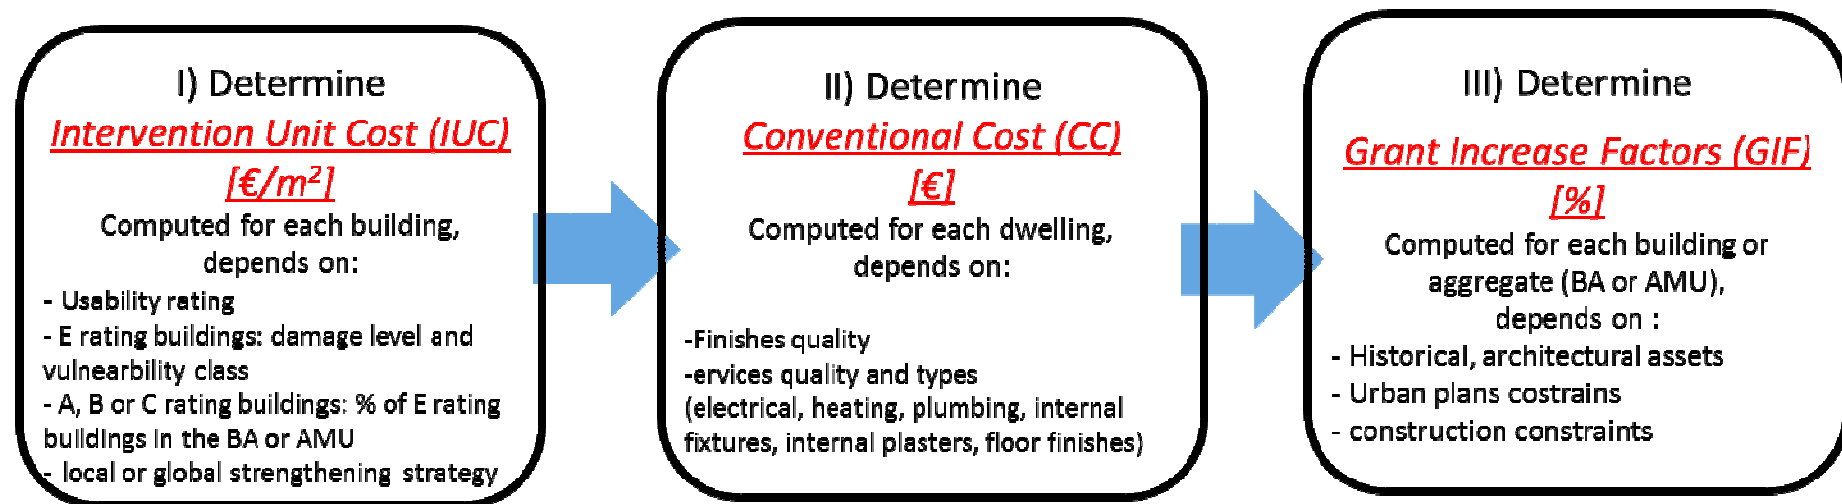 I) Determine
Intervention Unit Cost (IUC)
[€/m²]
Computed for each building,
depends on:
- Usability rating
- E rating buildings: damage level and
vulnearbility class
- A, B or C rating buildings: % of E rating
buildings in the BA or AMU
- local or global strengthening strategy
II) Determine
Conventional Cost (CC)
[€]
Computed for each dwelling,
depends on:
-Finishes quality
-ervices quality and types
(electrical, heating, plumbing, internal
fixtures, internal plasters, floor finishes)
III) Determine
Grant Increase Factors (GIF)
[%]
Computed for each building or
aggregate (BA or AMU),
depends on :
- Historical, architectural assets
- Urban plans costrains
- construction constraints